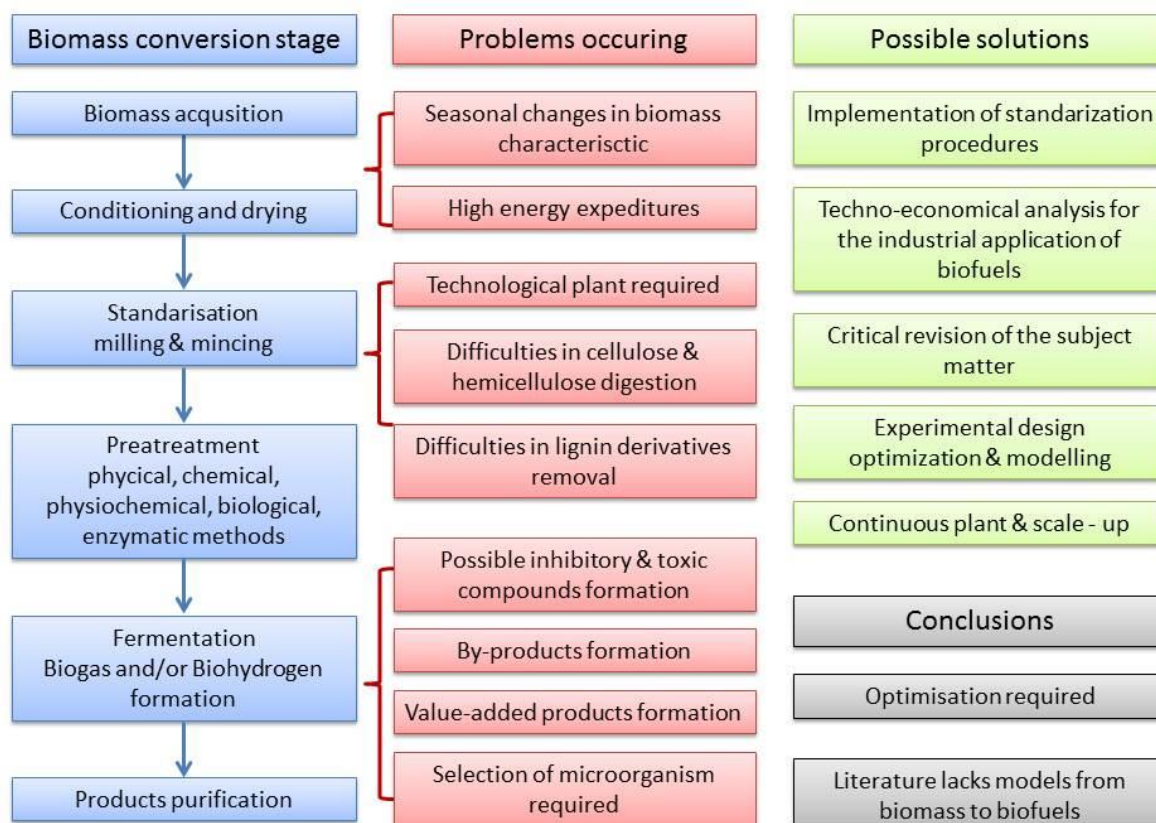 Biomass conversion stage
Biomass acqusition
Conditioning and drying
Standarisation
milling & mincing
Preatreatment
phycical, chemical,
physiochemical, biological,
enzymatic methods
Fermentation
Biogas and/or Biohydrogen
formation
Products purification
Problems occuring
Seasonal changes in biomass
characterisctic
High energy expeditures
Technological plant required
Difficulties in cellulose &
hemicellulose digestion
Difficulties in lignin derivatives
removal
Possible inhibitory & toxic
compounds formation
By-products formation
Value-added products formation
Selection of microorganism
required
Possible solutions
Implementation of standarization
procedures
Techno-economical analysis for
the industrial application of
biofuels
Critical revision of the subject
matter
Experimental design
optimization & modelling
Continuous plant & scale - up
Conclusions
Optimisation required
Literature lacks models from
biomass to biofuels